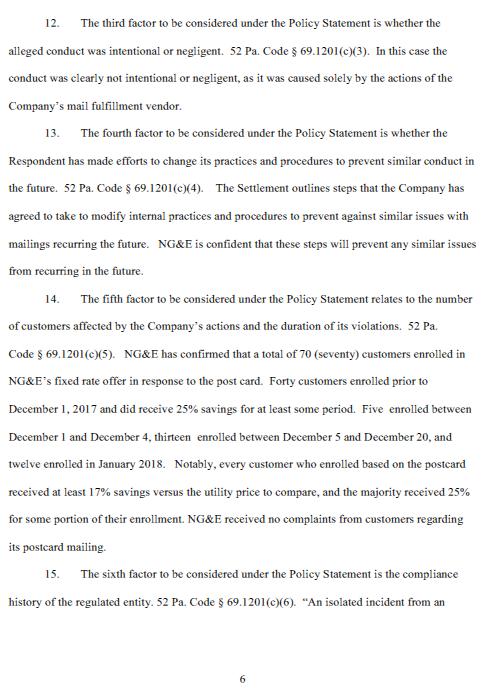 12. The third factor to be considered under the Policy Statement is whether the
alleged conduct was intentional or negligent. 52 Pa. Code § 69.1201(c)(3). In this case the
conduct was clearly not intentional or negligent, as it was caused solely by the actions of the
Company's mail fulfillment vendor.
13. The fourth factor to be considered under the Policy Statement is whether the
Respondent has made efforts to change its practices and procedures to prevent similar conduct in
the future. 52 Pa. Code § 69.1201(c)(4). The Settlement outlines steps that the Company has
agreed to take to modify internal practices and procedures to prevent against similar issues with
mailings recurring the future. NG&E is confident that these steps will prevent any similar issues
from recurring in the future.
14. The fifth factor to be considered under the Policy Statement relates to the number
of customers affected by the Company's actions and the duration of its violations. 52 Pa.
Code § 69.1201(c)(5). NG&E has confirmed that a total of 70 (seventy) customers enrolled in
NG&E's fixed rate offer in response to the post card. Forty customers enrolled prior to
December 1, 2017 and did receive 25% savings for at least some period. Five enrolled between
December 1 and December 4, thirteen enrolled between December 5 and December 20, and
twelve enrolled in January 2018. Notably, every customer who enrolled based on the postcard
received at least 17% savings versus the utility price to compare, and the majority received 25%
for some portion of their enrollment. NG&E received no complaints from customers regarding
its postcard mailing.
15. The sixth factor to be considered under the Policy Statement is the compliance
history of the regulated entity. 52 Pa. Code § 69.1201(c)(6). "An isolated incident from an
6